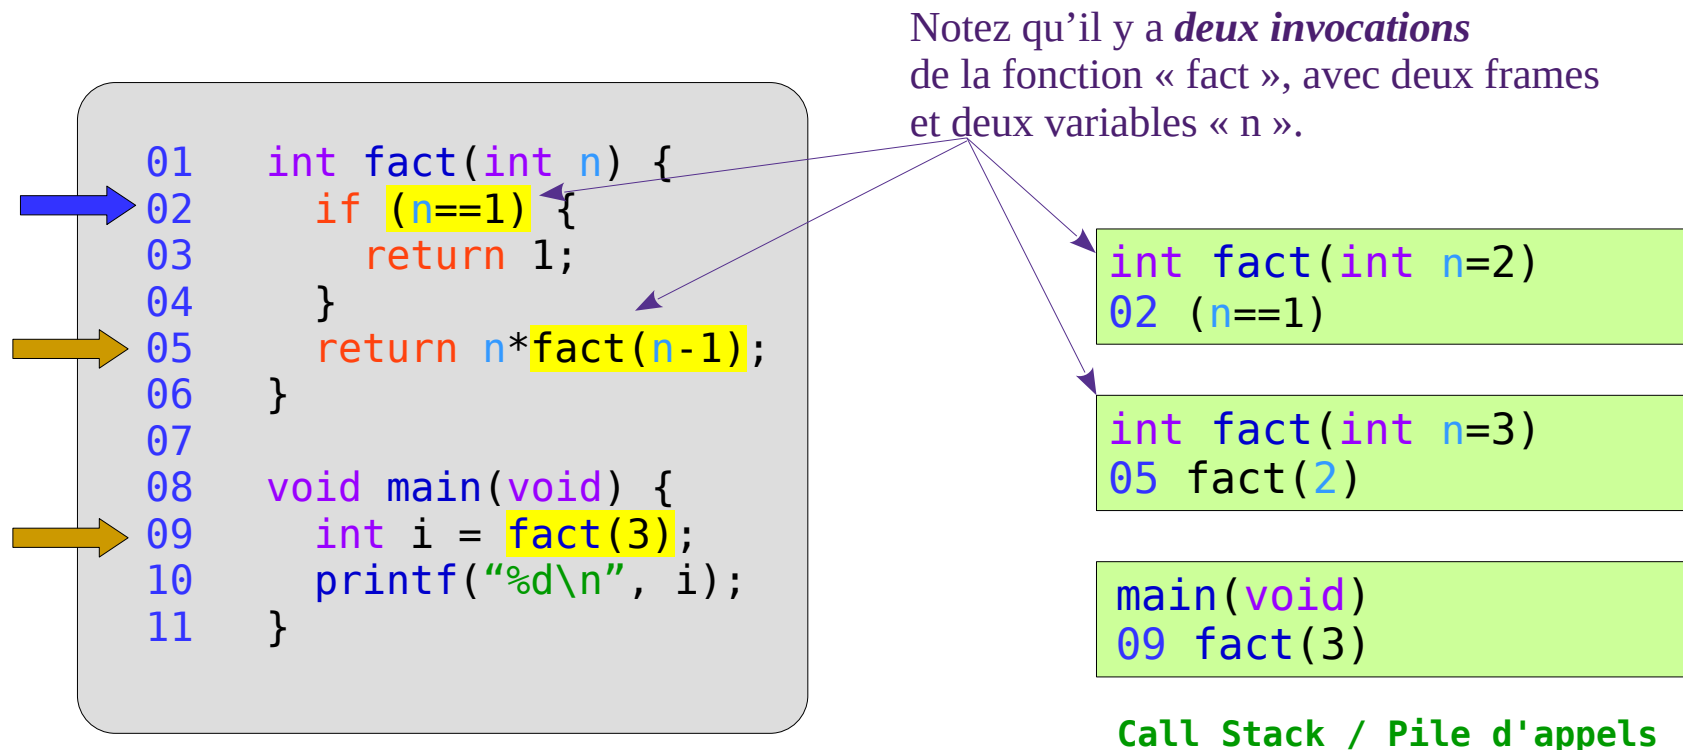 Notez qu’il y a deux invocations
de la fonction « fact », avec deux frames
et deux variables « n ».
01 int fact(int n) {
02 if (n==1) {
03 return 1;
04 }
05 return n*fact(n-1);
06 }
07
08 void main(void) {
09 int i = fact(3);
10 printf(“%d\n”, i);
11 }
int fact(int n=2)
02 (n==1)
int fact(int n=3)
05 fact(2)
main(void)
09 fact(3)
Call Stack / Pile d'appels